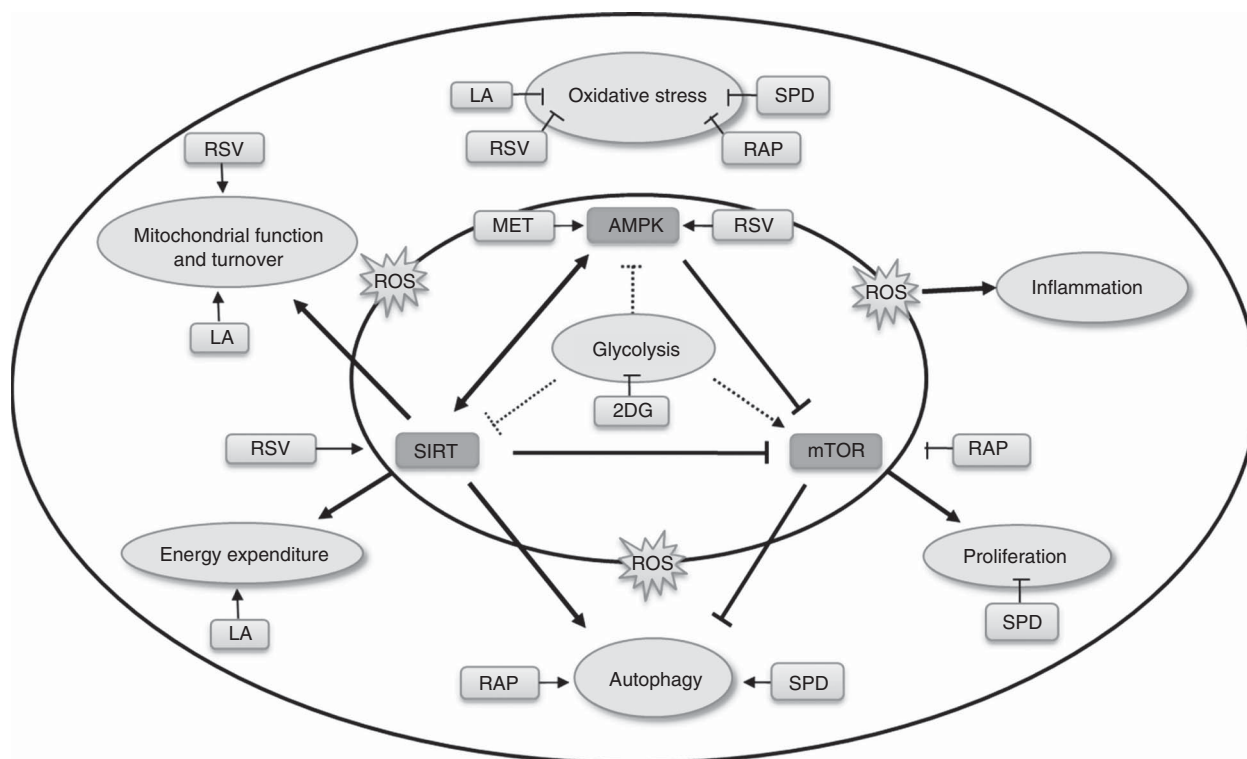 Oxidative stress
LA
SPD
RSV
RAP
RSV
MET
AMPK
RSV
Mitochondrial function
and turnover
ROS
ROS
Inflammation
LA
Glycolysis
2DG
RSV
SIRT
mTOR
RAP
Energy expenditure
ROS
Proliferation
LA
SPD
RAP
Autophagy
SPD